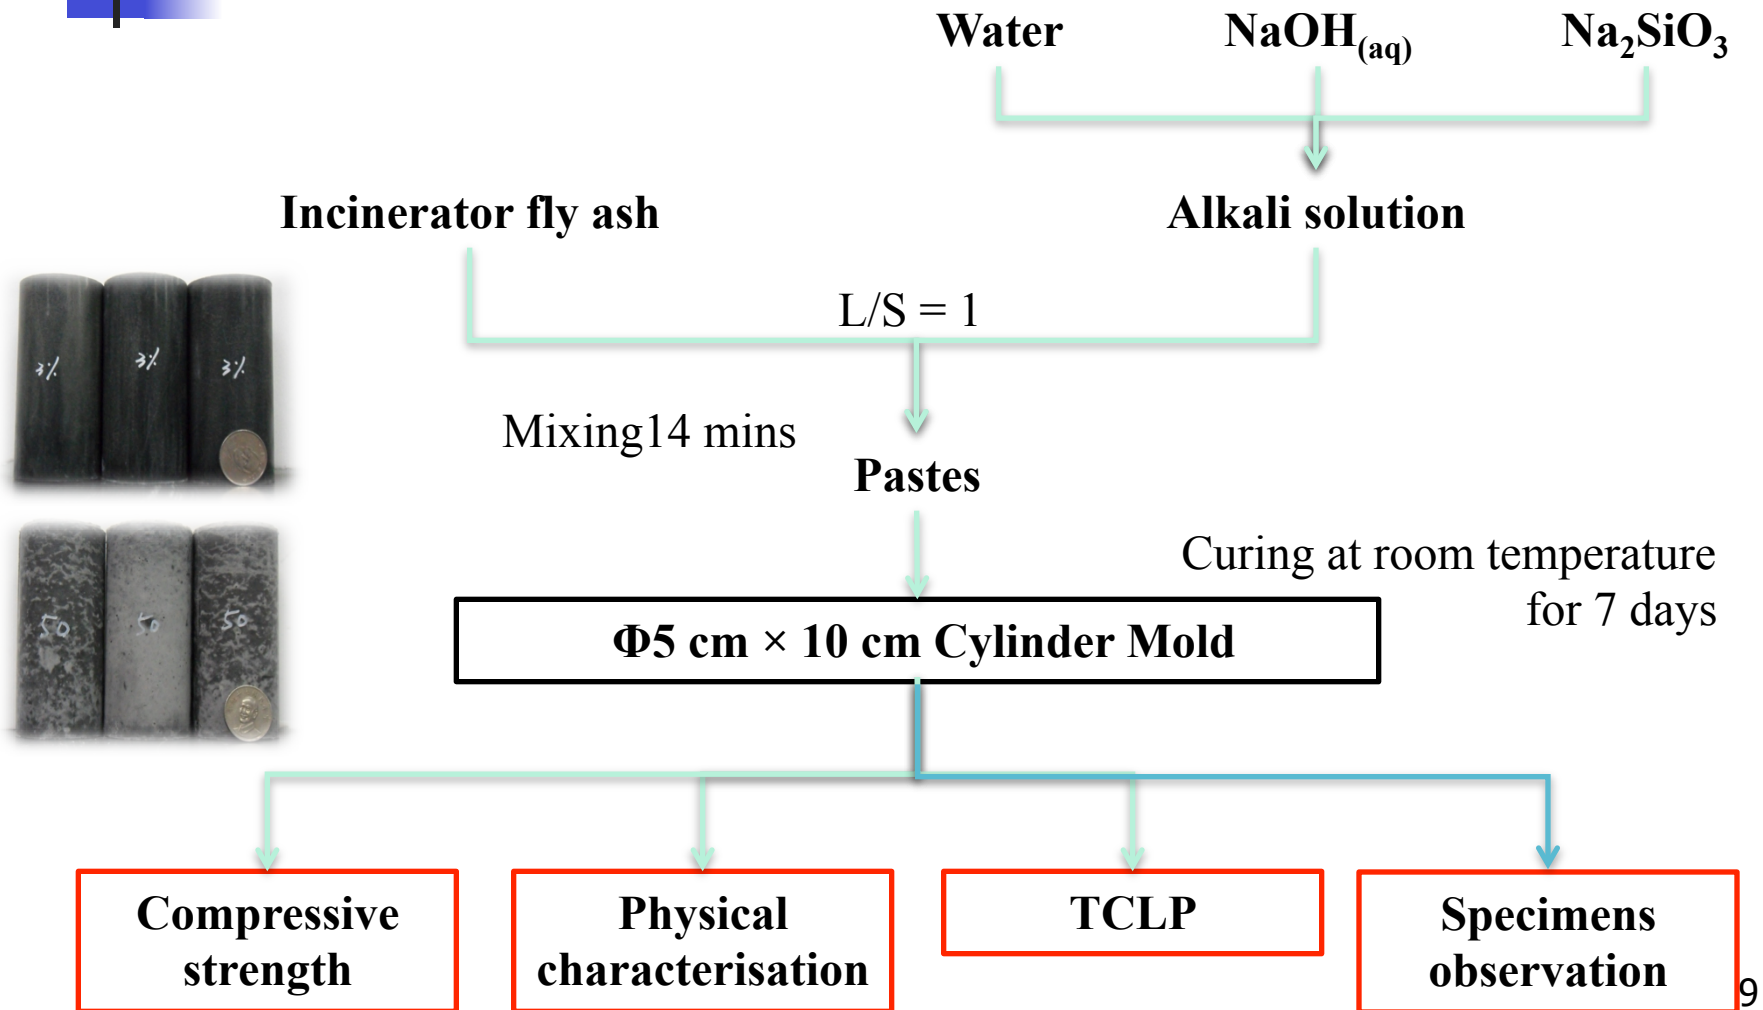 Water NaOH(aq) Na2SiO3
Incinerator fly ash Alkali solution
L/S = 1
3% 3% 3%
Mixing14 mins
Pastes
Curing at room temperature
for 7 days
50 50 50
Φ5 cm × 10 cm Cylinder Mold
Compressive
strength
Physical
characterisation
TCLP
Specimens
observation
9